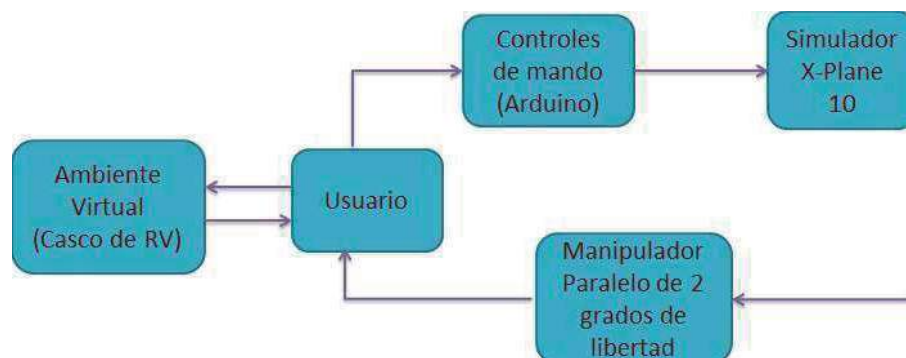 Controles
de mando
(Arduino)
Simulador
X-Plane
10
Ambiente
Virtual
(Casco de RV)
Usuario
Manipulador
Paralelo de 2
grados de
libertad